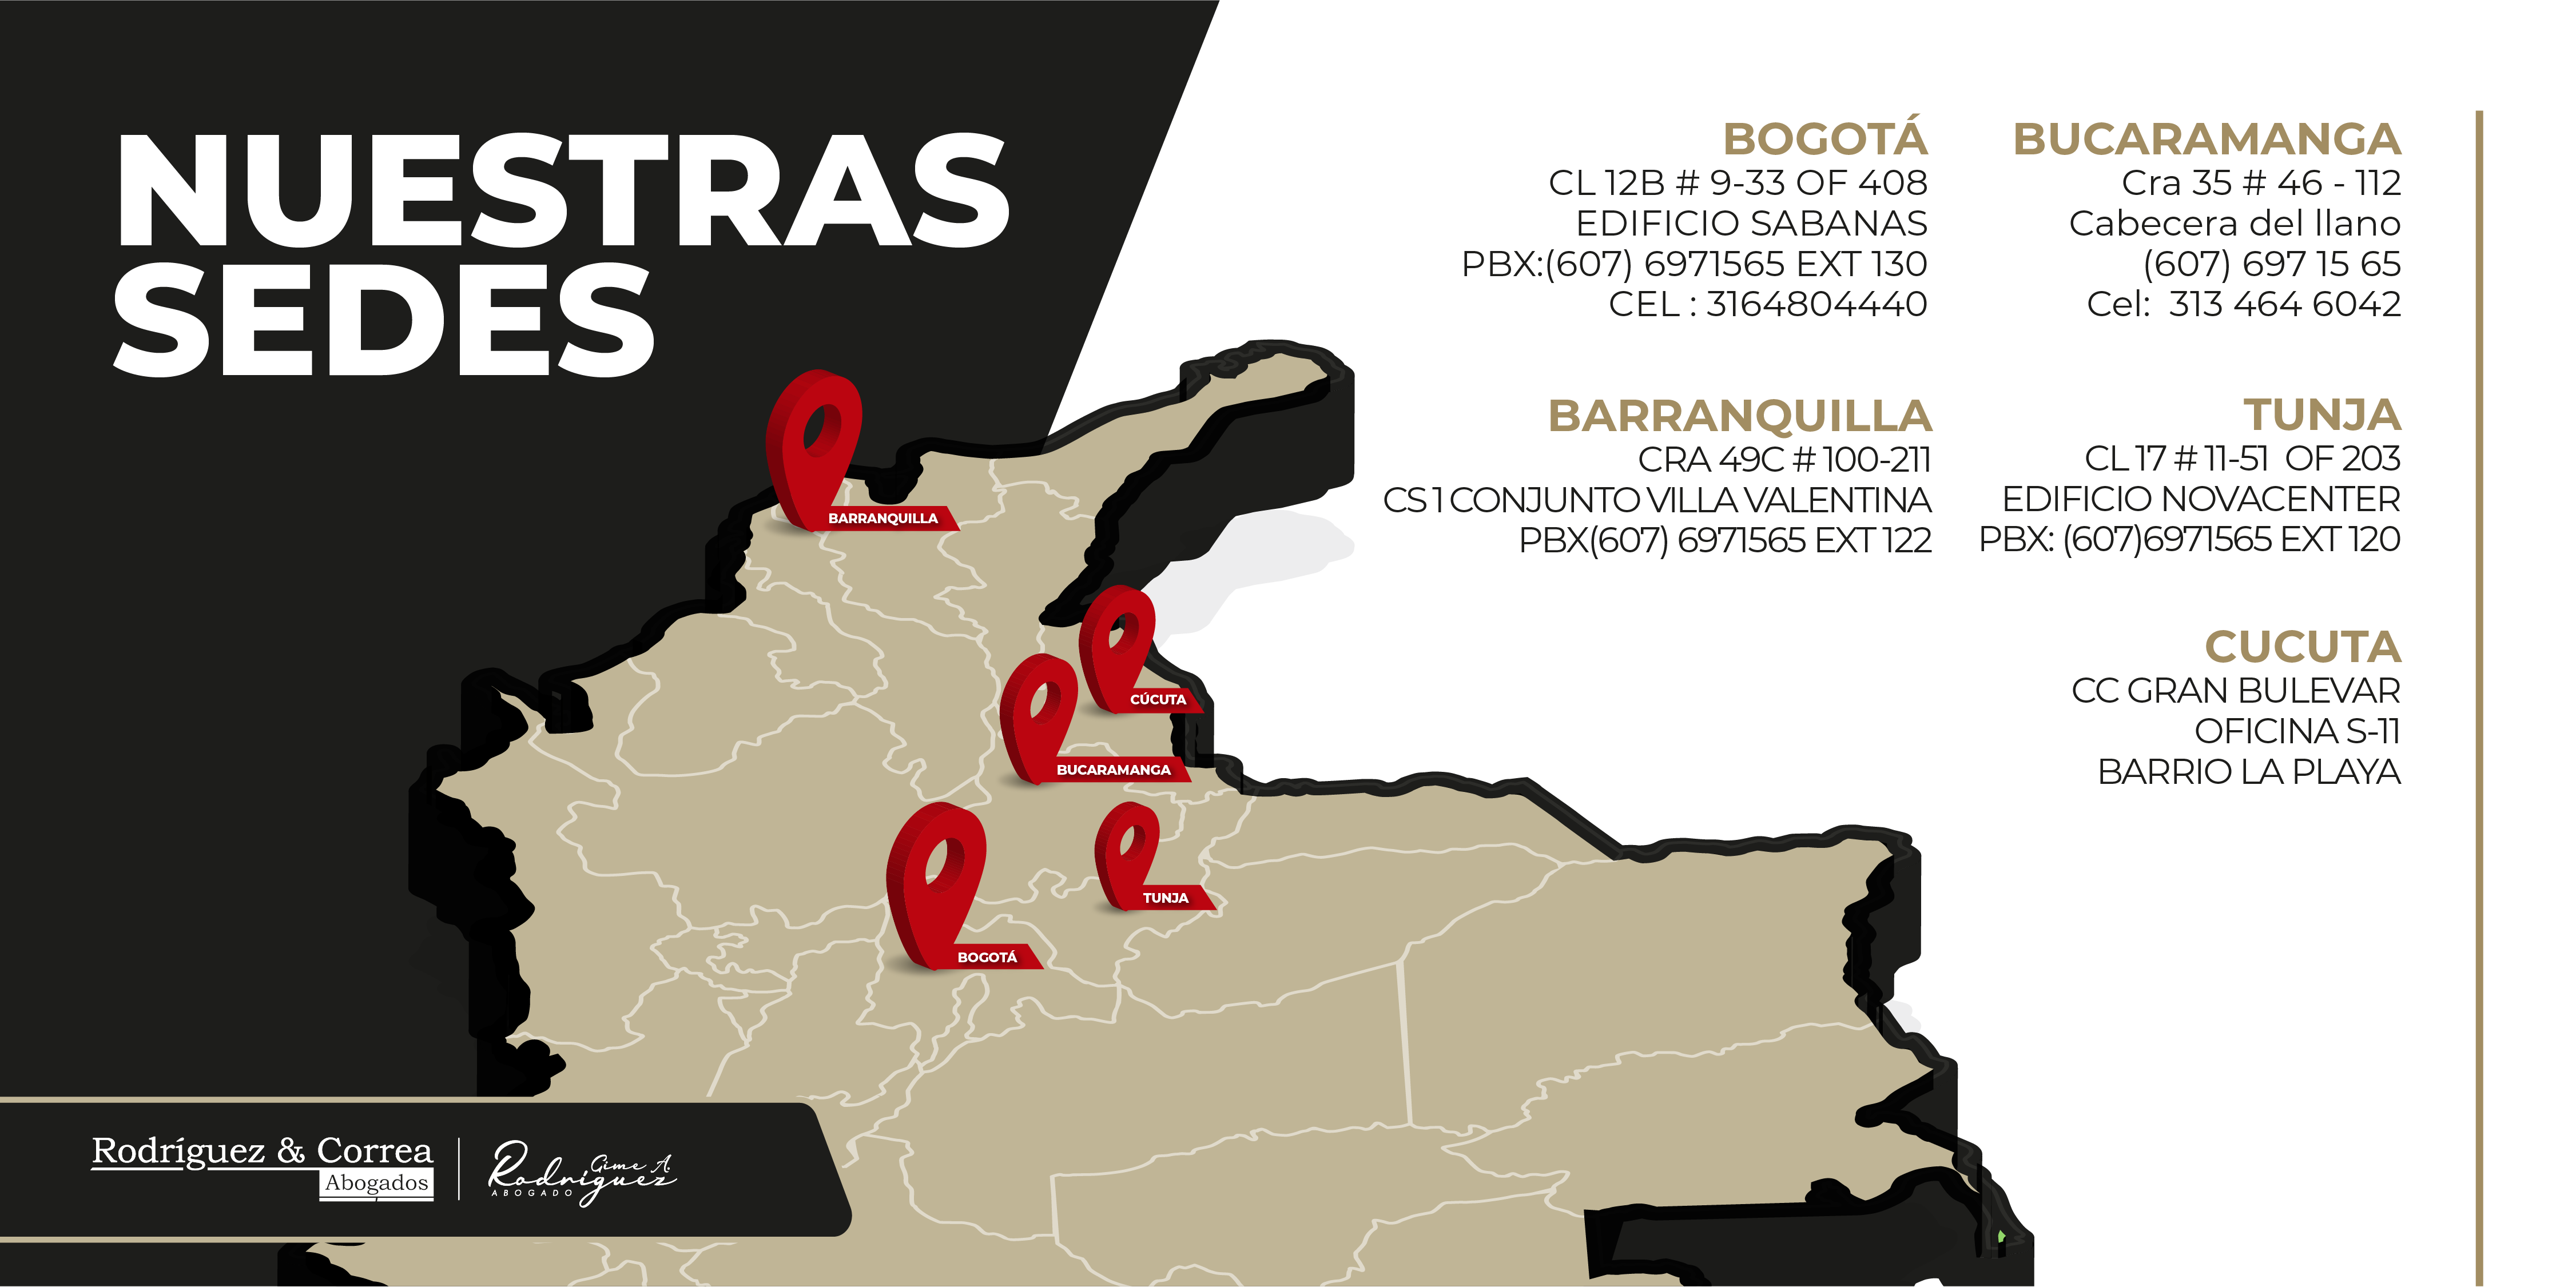 NUESTRAS
SEDES
BOGOTÁ
CL 12B # 9-33 OF 408
EDIFICIO SABANAS
PBX:(607) 6971565 EXT 130
CEL : 3164804440
BUCARAMANGA
Cra 35 # 46 - 112
Cabecera del llano
(607) 697 15 65
Cel: 313 464 6042
BARRANQUILLA
CRA 49C # 100-211
CS 1 CONJUNTO VILLA VALENTINA
PBX(607) 6971565 EXT 122
TUNJA
CL 17 # 11-51 OF 203
EDIFICIO NOVACENTER
PBX: (607)6971565 EXT 120
CUCUTA
CC GRAN BULEVAR
OFICINA S-11
BARRIO LA PLAYA
BARRANQUILLA
CÚCUTA
BUCARAMANGA
TUNJA
BOGOTÁ
Rodríguez & Correa
Abogados
Gime A.
Rodríguez
ABOGADO